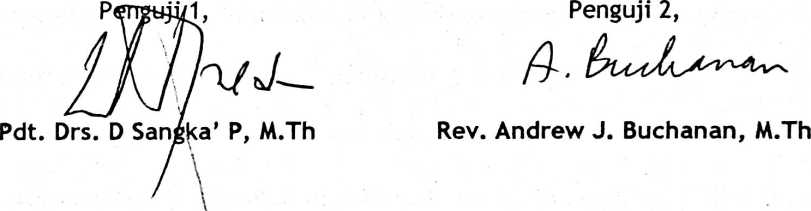 Penguji 1,
Penguji 2,
A. Buchanan
Pdt. Drs. D Sangka' P, M.Th
Rev. Andrew J. Buchanan, M.Th